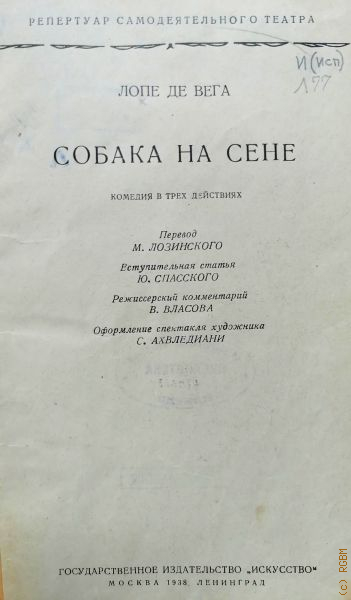 РЕПЕРТУАР САМОДЕЯТЕЛЬНОГО ТЕАТРА
И(Исп)
Л77
ЛОПЕ ДЕ ВЕГА
СОБАКА НА СЕНЕ
КОМЕДИЯ В ТРЕХ ДЕЙСТВИЯХ
Перевод
М. ЛОЗИНСКОГО
Вступительная статья
Ю. СПАССКОГО
Режиссерский комментарий
В. ВЛАСОВА
Оформление спектакля художника
С. АХВЛЕДИАНИ
ГОСУДАРСТВЕННОЕ ИЗДАТЕЛЬСТВО „ИСКУССТВО"
МОСКВА 1938 ЛЕНИНГРАД
(c) RGBM